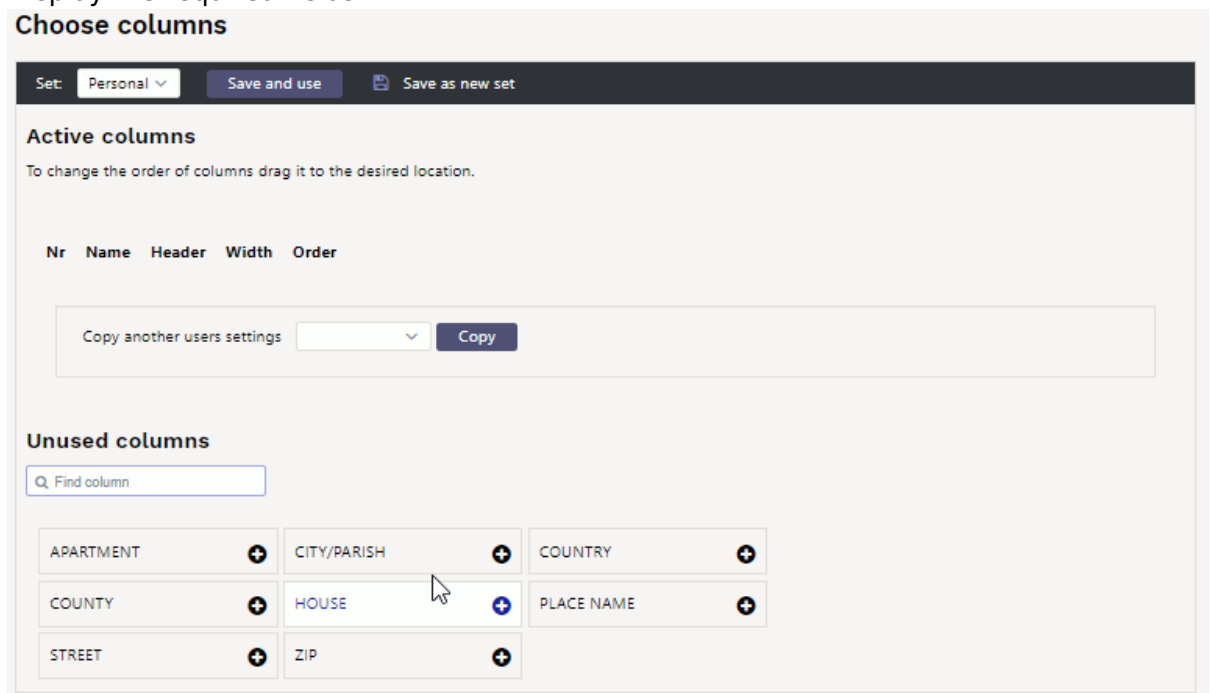 Choose columns
Set: Personal Save and use Save as new set
Active columns
To change the order of columns drag it to the desired location.
Nr Name Header Width Order
Copy another users settings Copy
Unused columns
Find column
APARTMENT CITY/PARISH COUNTRY
COUNTY HOUSE PLACE NAME
STREET ZIP